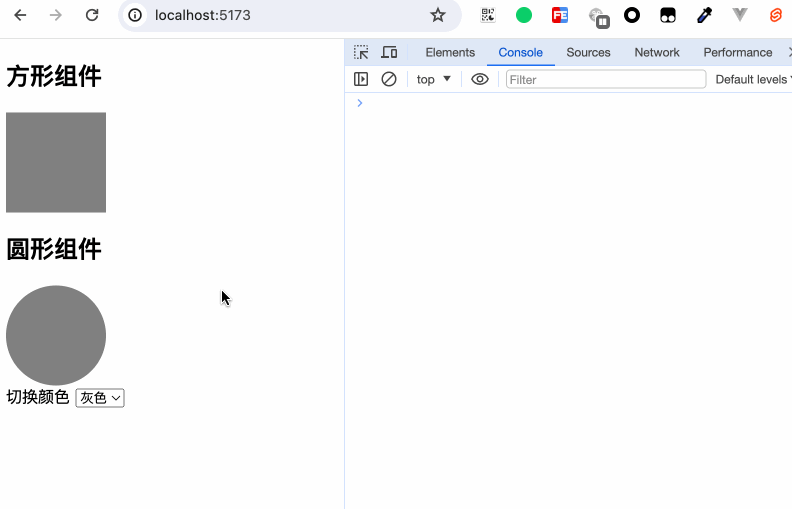 localhost:5173
Elements Console Sources Network Performance
top Filter Default levels
方形组件
圆形组件
切换颜色 灰色